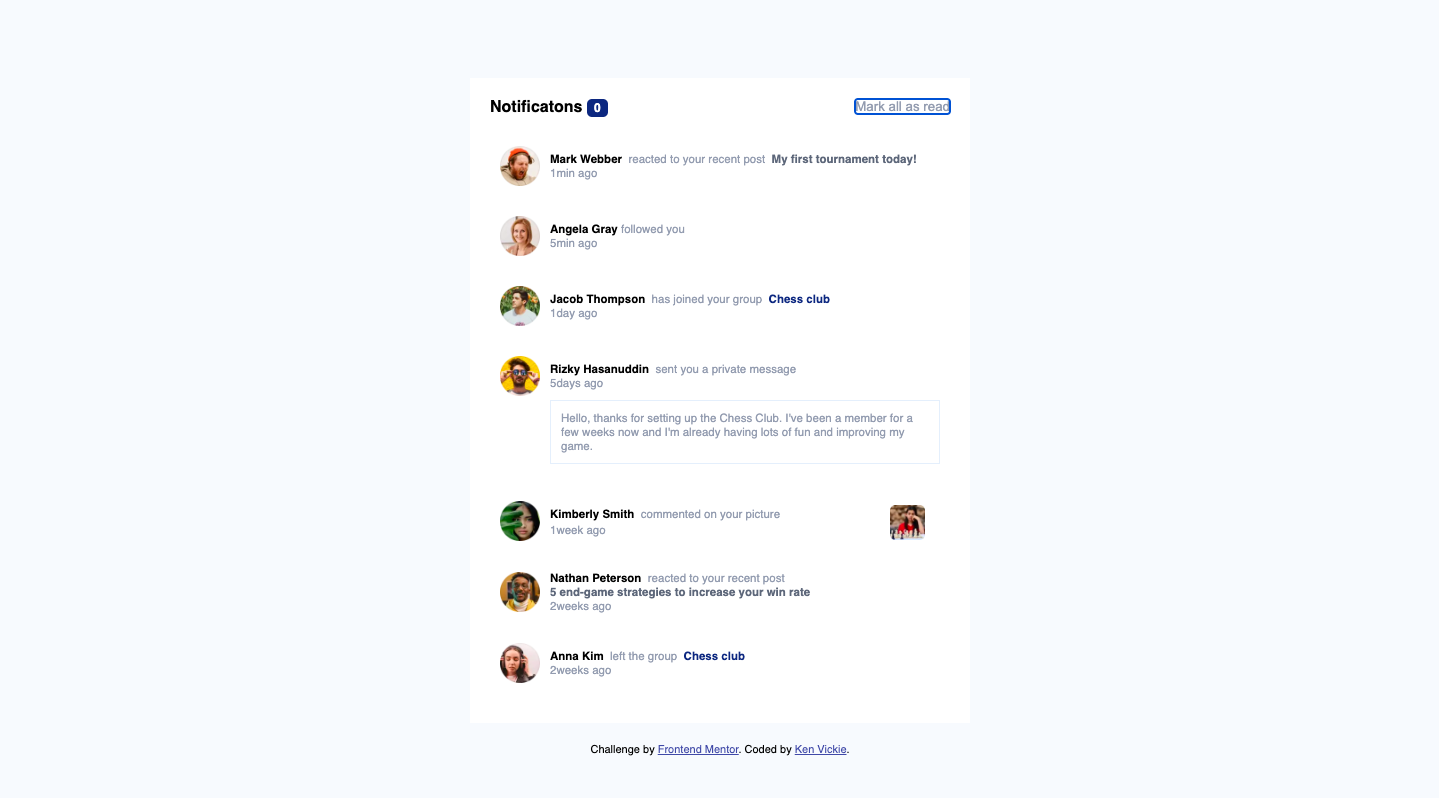 Notificatons 0 Mark all as read
Mark Webber reacted to your recent post My first tournament today!
1min ago
Angela Gray followed you
5min ago
Jacob Thompson has joined your group Chess club
1day ago
Rizky Hasanuddin sent you a private message
5days ago
Hello, thanks for setting up the Chess Club. I've been a member for a
few weeks now and I'm already having lots of fun and improving my
game.
Kimberly Smith commented on your picture
1week ago
Nathan Peterson reacted to your recent post
5 end-game strategies to increase your win rate
2weeks ago
Anna Kim left the group Chess club
2weeks ago
Challenge by Frontend Mentor. Coded by Ken Vickie.